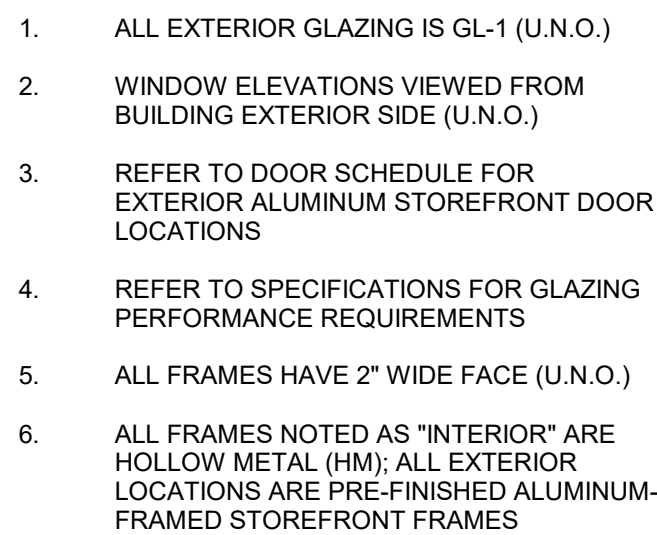 1. ALL EXTERIOR GLAZING IS GL-1 (U.N.O.)
2. WINDOW ELEVATIONS VIEWED FROM
BUILDING EXTERIOR SIDE (U.N.O.)
3. REFER TO DOOR SCHEDULE FOR
EXTERIOR ALUMINUM STOREFRONT DOOR
LOCATIONS
4. REFER TO SPECIFICATIONS FOR GLAZING
PERFORMANCE REQUIREMENTS
5. ALL FRAMES HAVE 2" WIDE FACE (U.N.O.)
6. ALL FRAMES NOTED AS "INTERIOR" ARE
HOLLOW METAL (HM); ALL EXTERIOR
LOCATIONS ARE PRE-FINISHED ALUMINUM-
FRAMED STOREFRONT FRAMES